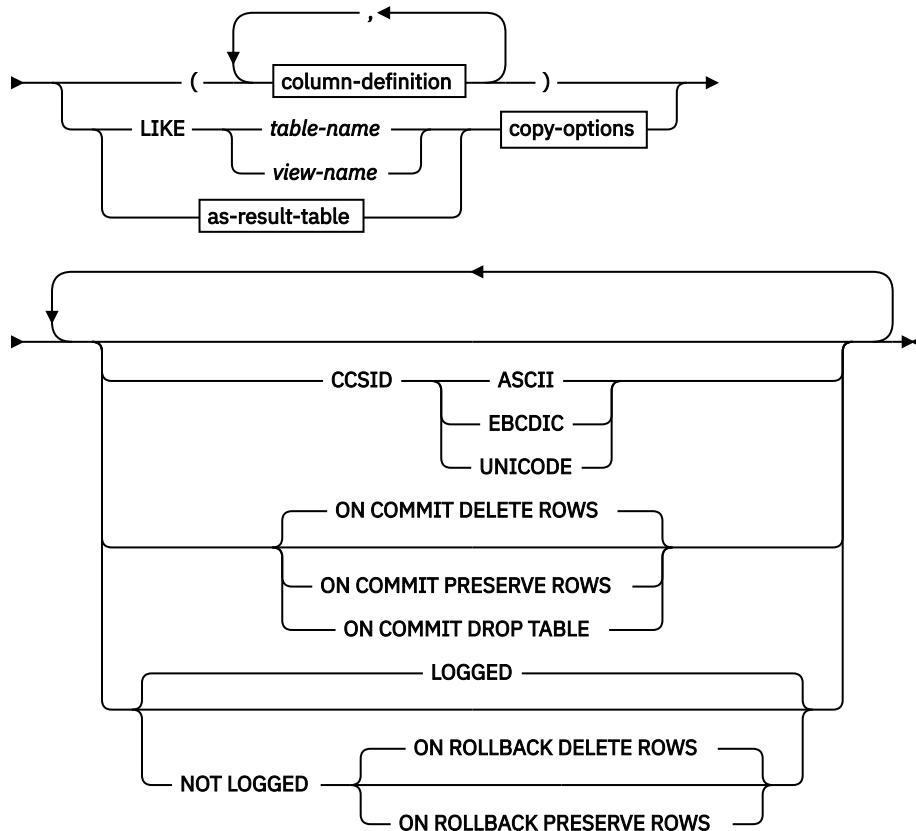 ,
( column-definition )
LIKE table-name copy-options
view-name
as-result-table
CCSID ASCII
EBCDIC
UNICODE
ON COMMIT DELETE ROWS
ON COMMIT PRESERVE ROWS
ON COMMIT DROP TABLE
LOGGED
ON ROLLBACK DELETE ROWS
NOT LOGGED
ON ROLLBACK PRESERVE ROWS